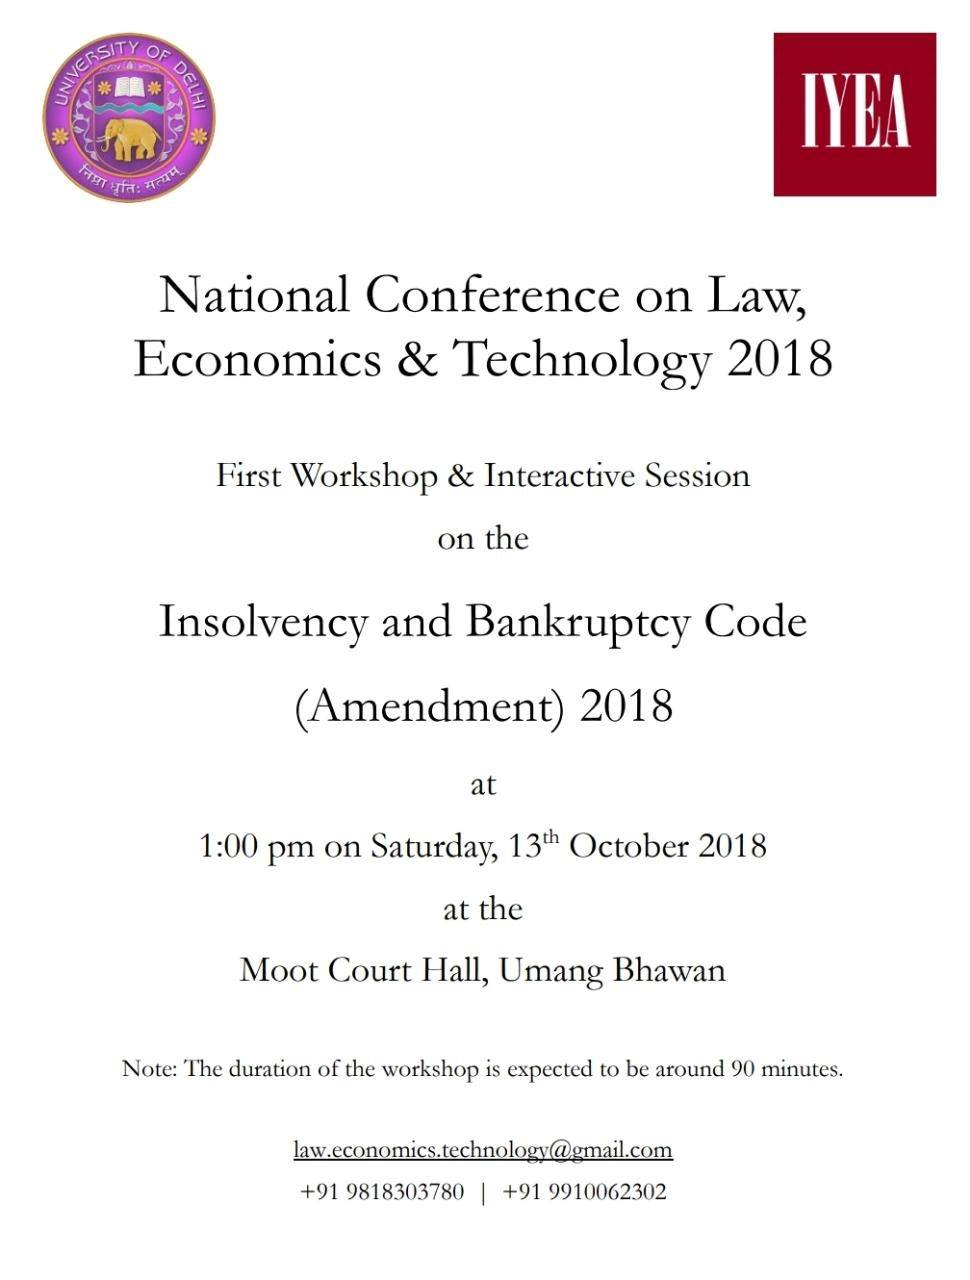 UNIVERSITY OF DELHI
निष्ठा धृति: सत्यम्
IYEA
National Conference on Law,
Economics & Technology 2018
First Workshop & Interactive Session
on the
Insolvency and Bankruptcy Code
(Amendment) 2018
at
1:00 pm on Saturday, 13th October 2018
at the
Moot Court Hall, Umang Bhawan
Note: The duration of the workshop is expected to be around 90 minutes.
law.economics.technology@gmail.com
+91 9818303780 | +91 9910062302